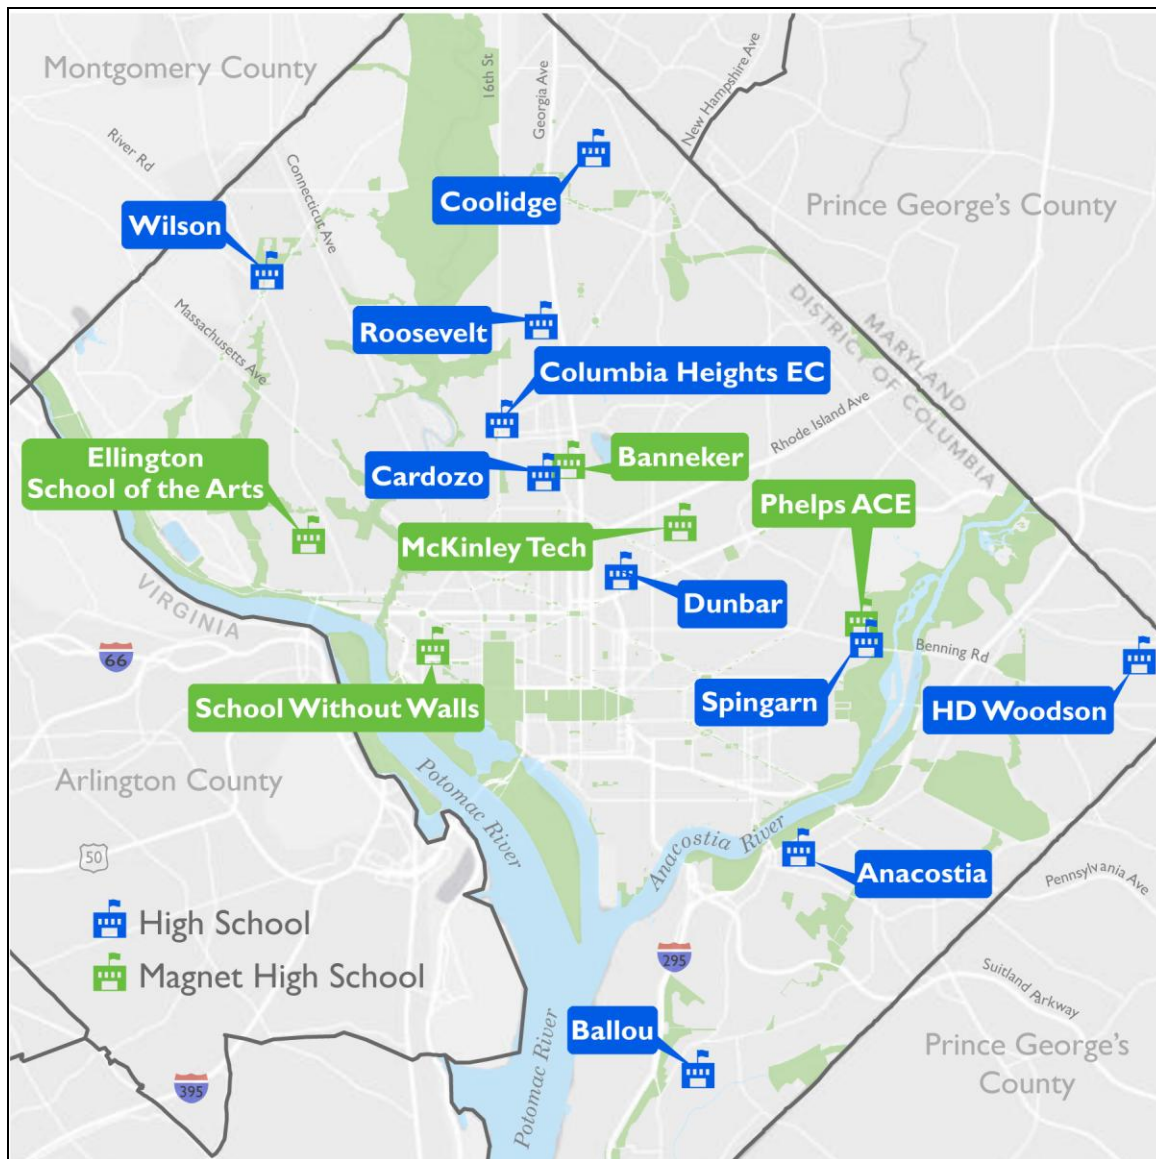 Montgomery County
16th St
Georgia Ave
New Hampshire Ave
River Rd
Connecticut Ave
Coolidge
Prince George's County
Wilson
Massachusetts Ave
Roosevelt
MARYLAND
DISTRICT OF COLUMBIA
Columbia Heights EC
Rhode Island Ave
Ellington
School of the Arts
Cardozo
Banneker
Phelps ACE
McKinley Tech
Dunbar
VIRGINIA
66
Benning Rd
School Without Walls
Spingarn
HD Woodson
Arlington County
Potomac River
Anacostia River
50
Anacostia
Pennsylvania Ave
High School
Magnet High School
295
Suitland Parkway
Ballou
Potomac River
Prince George's
County
395